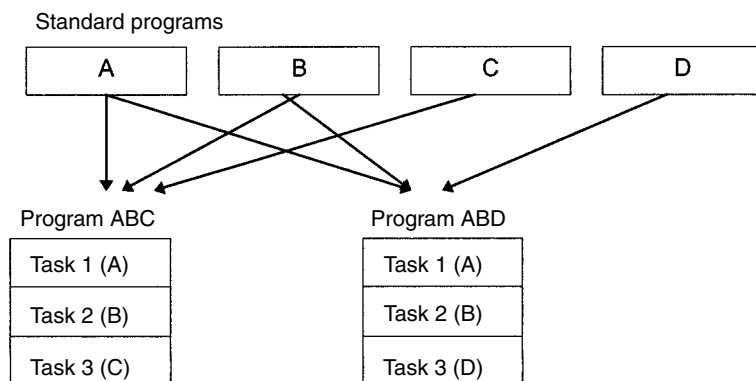 Standard programs
A B C D
Program ABC Program ABD
Task 1 (A) Task 1 (A)
Task 2 (B) Task 2 (B)
Task 3 (C) Task 3 (D)